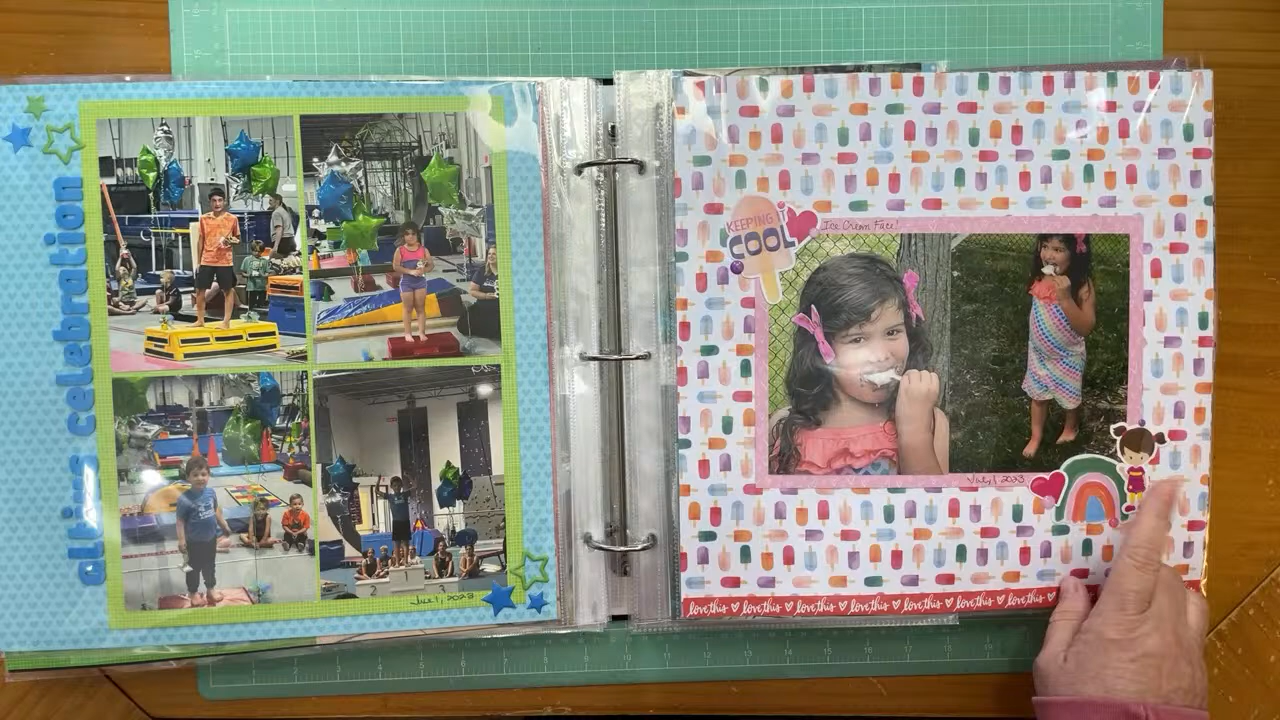 albins celebration
July 1, 2023
KEEPING IT
COOL
Ice Cream Face!
July 1, 2023
love this love this love this love this love this love this love this